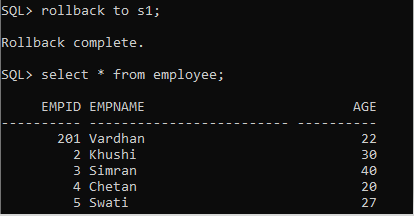 SQL> rollback to s1;
Rollback complete.
SQL> select * from employee;
     EMPID EMPNAME                          AGE
---------- ------------------------- ----------
       201 Vardhan                           22
         2 Khushi                            30
         3 Simran                            40
         4 Chetan                            20
         5 Swati                             27